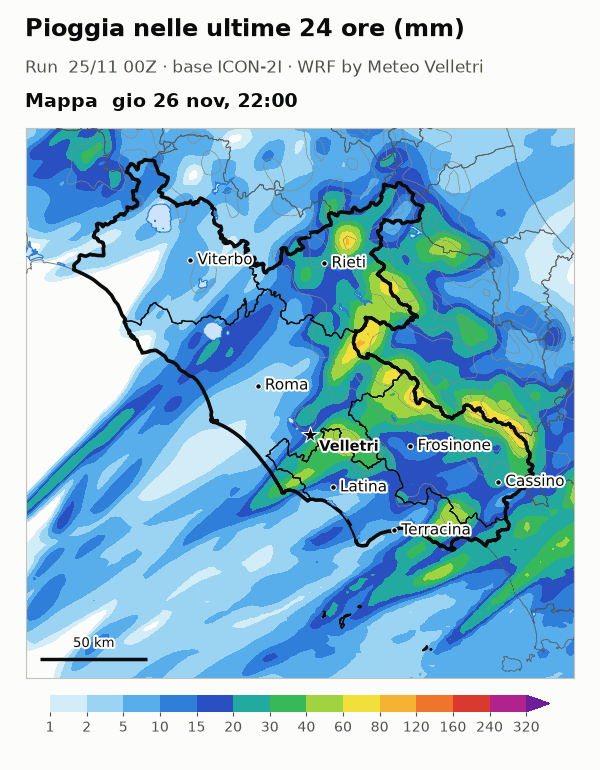 Pioggia nelle ultime 24 ore (mm)
Run  25/11 00Z · base ICON-2I · WRF by Meteo Velletri
Mappa  gio 26 nov, 22:00
Viterbo
Rieti
Roma
Velletri
Frosinone
Cassino
Latina
Terracina
50 km
1 2 5 10 15 20 30 40 60 80 120 160 240 320